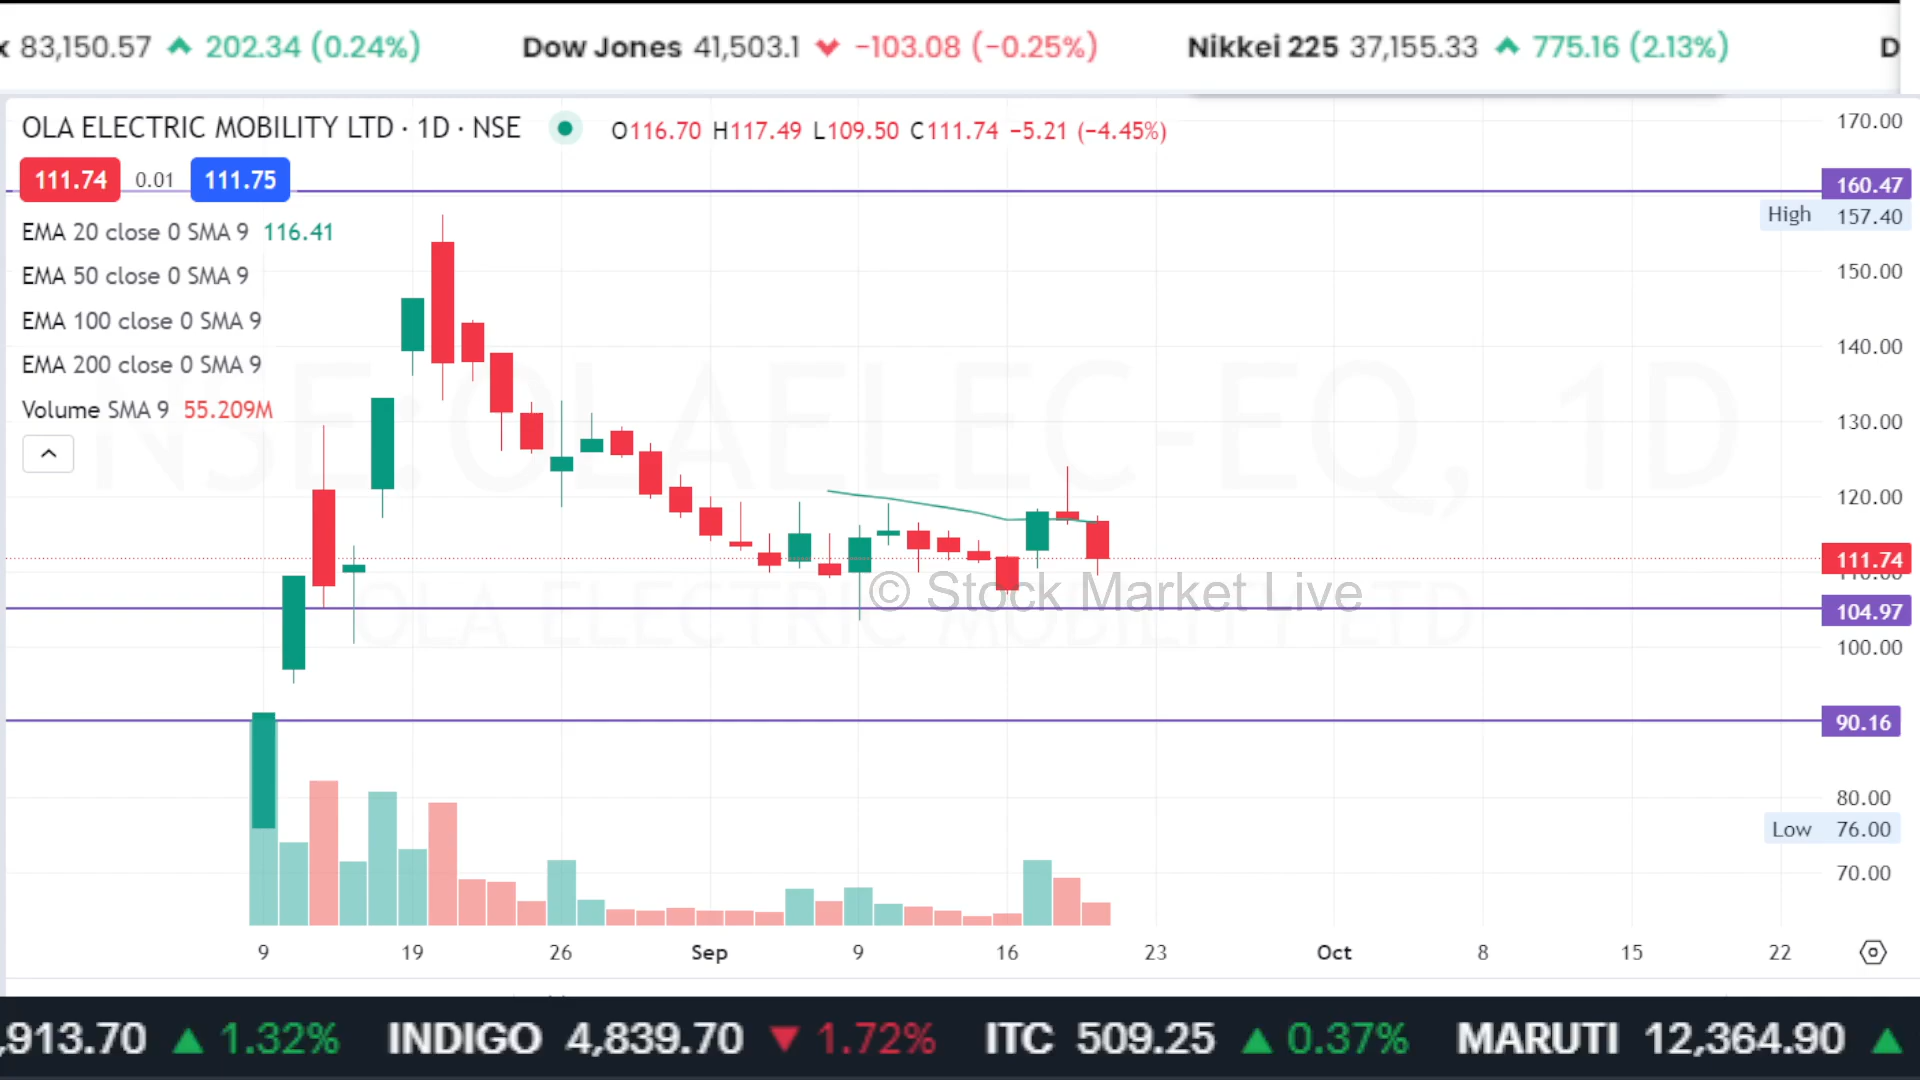 83,150.57 202.34 (0.24%) Dow Jones 41,503.1 −103.08 (−0.25%) Nikkei 225 37,155.33 775.16 (2.13%)
OLA ELECTRIC MOBILITY LTD · 1D · NSE O116.70 H117.49 L109.50 C111.74 −5.21 (−4.45%)
170.00
111.74 0.01 111.75
160.47
High 157.40
EMA 20 close 0 SMA 9 116.41
EMA 50 close 0 SMA 9
150.00
EMA 100 close 0 SMA 9
140.00
EMA 200 close 0 SMA 9
NSE:OLAELEC-EQ, 1D
Volume SMA 9 55.209M
130.00
120.00
111.74
110.00
© Stock Market Live
OLA ELECTRIC MOBILITY LTD
104.97
100.00
90.16
80.00
Low 76.00
70.00
9 19 26 Sep 9 16 23 Oct 8 15 22
,913.70 1.32% INDIGO 4,839.70 1.72% ITC 509.25 0.37% MARUTI 12,364.90